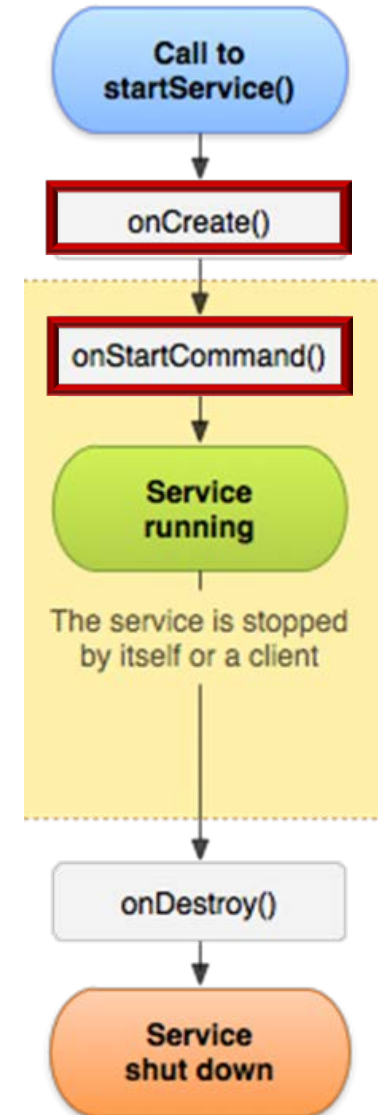 Call to
startService()
onCreate()
onStartCommand()
Service
running
The service is stopped
by itself or a client
onDestroy()
Service
shut down